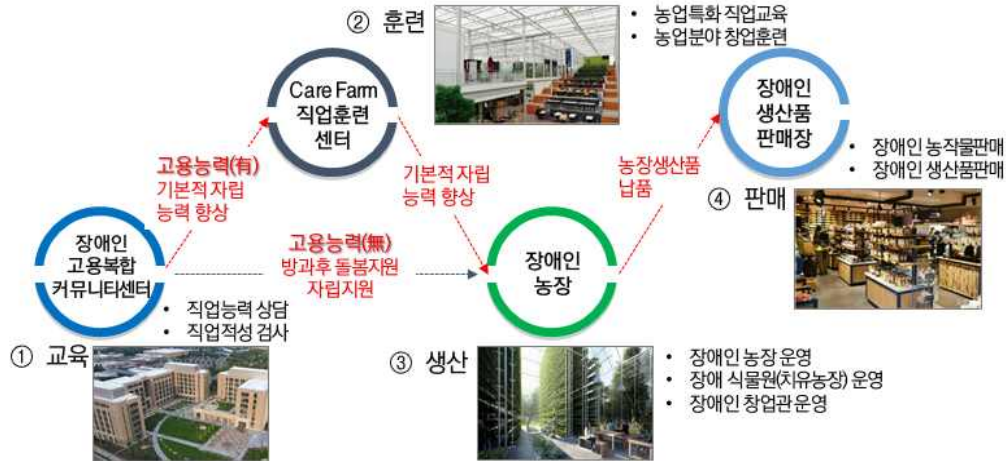 ② 훈련
• 농업특화 직업교육
• 농업분야 창업훈련
Care Farm
직업훈련
센터
장애인
생산품
판매장
고용능력(有)
기본적 자립
능력 향상
기본적 자립
능력 향상
농장생산품
납품
• 장애인 농작물판매
• 장애인 생산품판매
④ 판매
장애인
고용복합
커뮤니티센터
고용능력(無)
방과후 돌봄지원
자립지원
장애인
농장
• 직업능력 상담
• 직업적성 검사
① 교육
③ 생산
• 장애인 농장 운영
• 장애 식물원(치유농장) 운영
• 장애인 창업관 운영